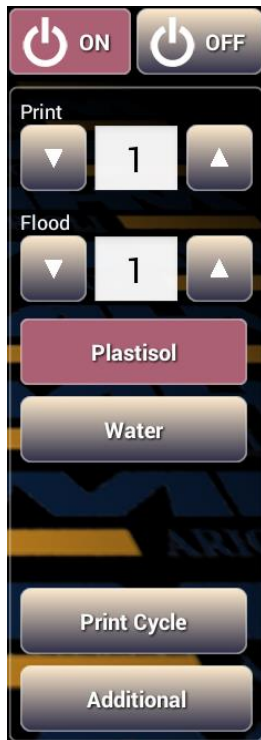 ON OFF
Print
1
Flood
1
Plastisol
Water
Print Cycle
Additional